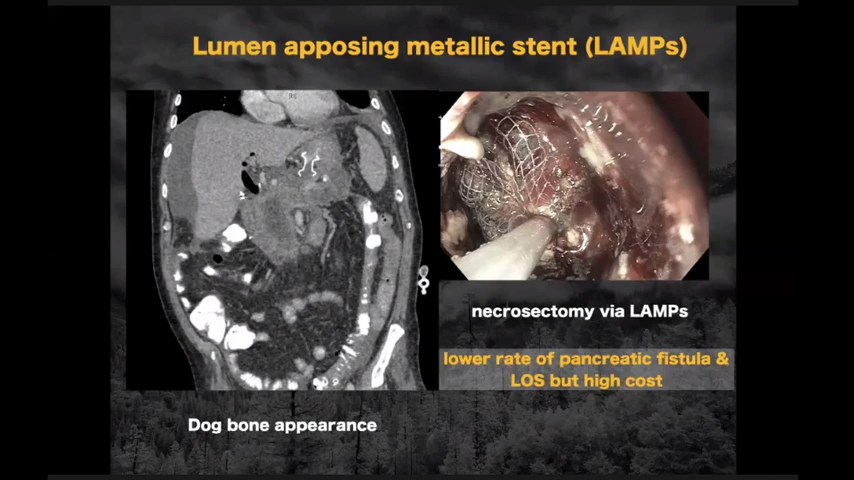 Lumen apposing metallic stent (LAMPs)
necrosectomy via LAMPs
lower rate of pancreatic fistula &
LOS but high cost
Dog bone appearance